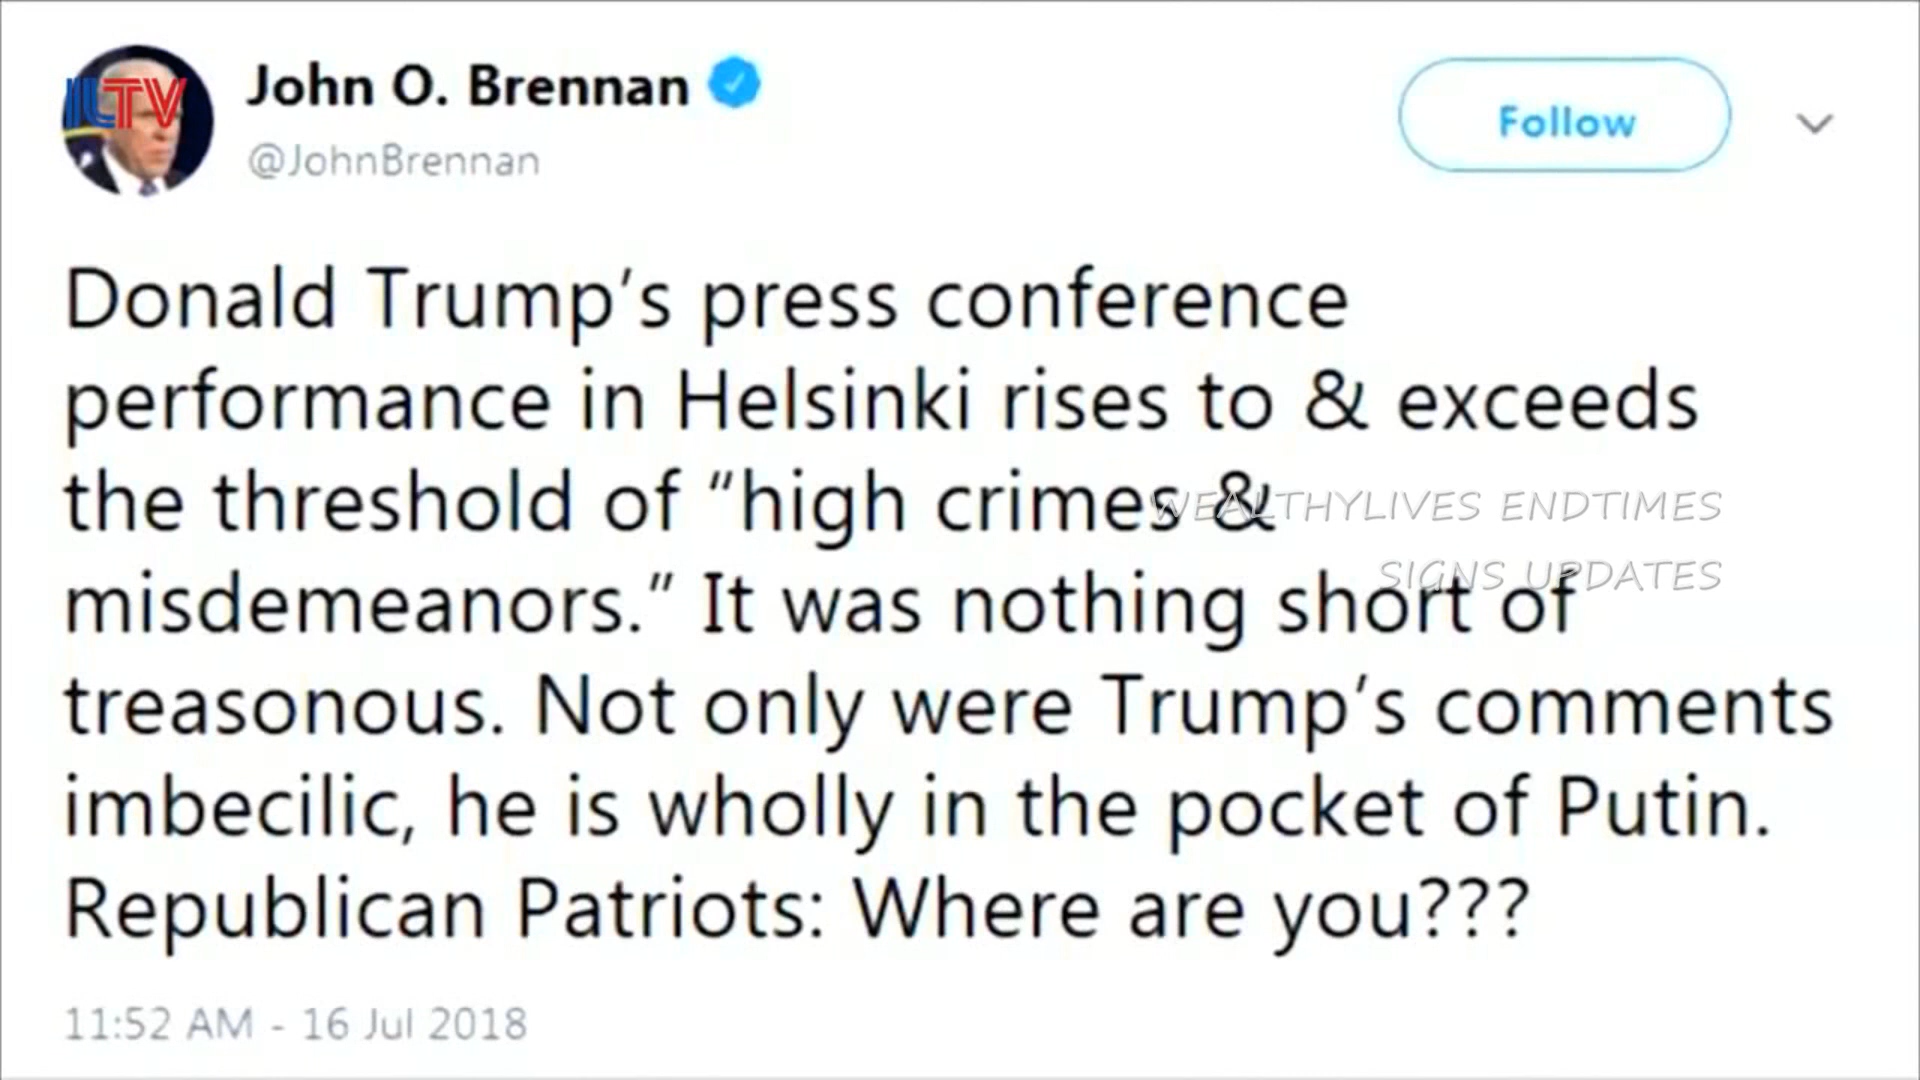 ILTV
John O. Brennan
@JohnBrennan
Follow
Donald Trump’s press conference
performance in Helsinki rises to & exceeds
the threshold of “high crimes &
misdemeanors.” It was nothing short of
treasonous. Not only were Trump’s comments
imbecilic, he is wholly in the pocket of Putin.
Republican Patriots: Where are you???
WEALTHYLIVES ENDTIMES
SIGNS UPDATES
11:52 AM - 16 Jul 2018